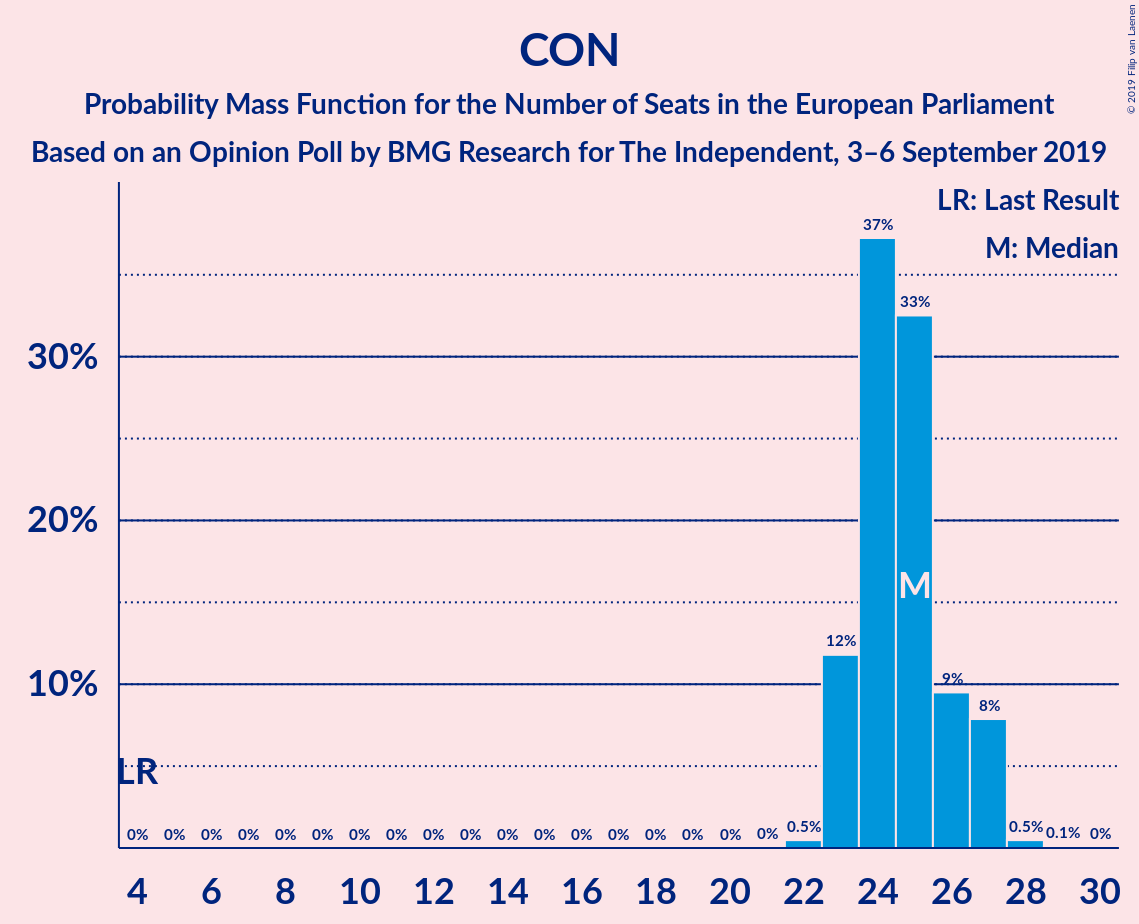 CON
Probability Mass Function for the Number of Seats in the European Parliament
Based on an Opinion Poll by BMG Research for The Independent, 3–6 September 2019
© 2019 Filip van Laenen
LR: Last Result
M: Median
37%
33%
30%
20%
M
12%
10%
9%
8%
LR
0% 0% 0% 0% 0% 0% 0% 0% 0% 0% 0% 0% 0% 0% 0% 0% 0% 0% 0.5% 0.5% 0.1% 0%
4 6 8 10 12 14 16 18 20 22 24 26 28 30